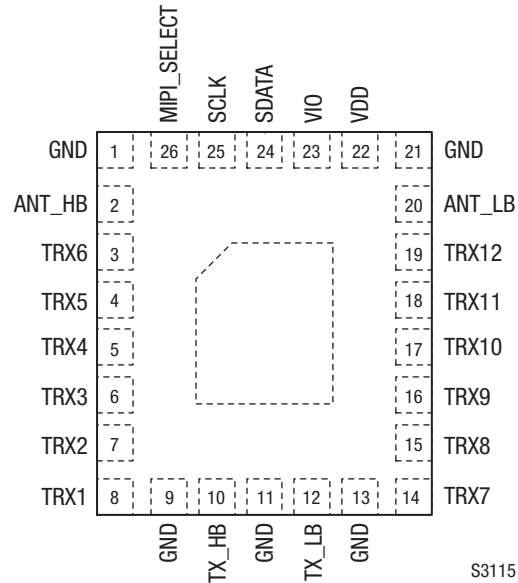 MIPI_SELECT
SCLK
SDATA
VIO
VDD
GND 1 26 25 24 23 22 21 GND
ANT_HB 2 20 ANT_LB
TRX6 3 19 TRX12
TRX5 4 18 TRX11
TRX4 5 17 TRX10
TRX3 6 16 TRX9
TRX2 7 15 TRX8
TRX1 8 9 10 11 12 13 14 TRX7
GND
TX_HB
GND
TX_LB
GND
S3115